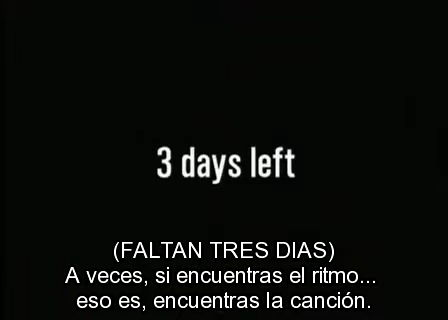 3 days left
(FALTAN TRES DIAS)
A veces, si encuentras el ritmo...
eso es, encuentras la canción.